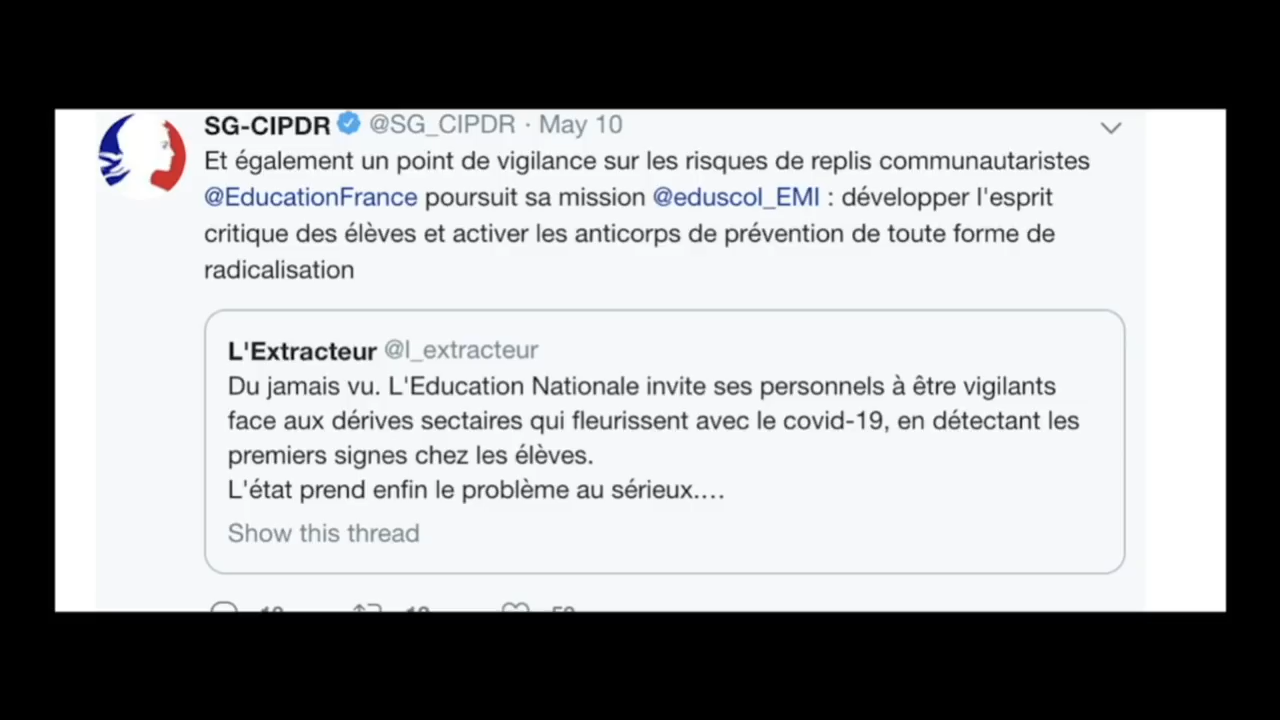 SG-CIPDR @SG_CIPDR · May 10
Et également un point de vigilance sur les risques de replis communautaristes
@EducationFrance poursuit sa mission @eduscol_EMI : développer l'esprit
critique des élèves et activer les anticorps de prévention de toute forme de
radicalisation
L'Extracteur @l_extracteur
Du jamais vu. L'Education Nationale invite ses personnels à être vigilants
face aux dérives sectaires qui fleurissent avec le covid-19, en détectant les
premiers signes chez les élèves.
L'état prend enfin le problème au sérieux....
Show this thread